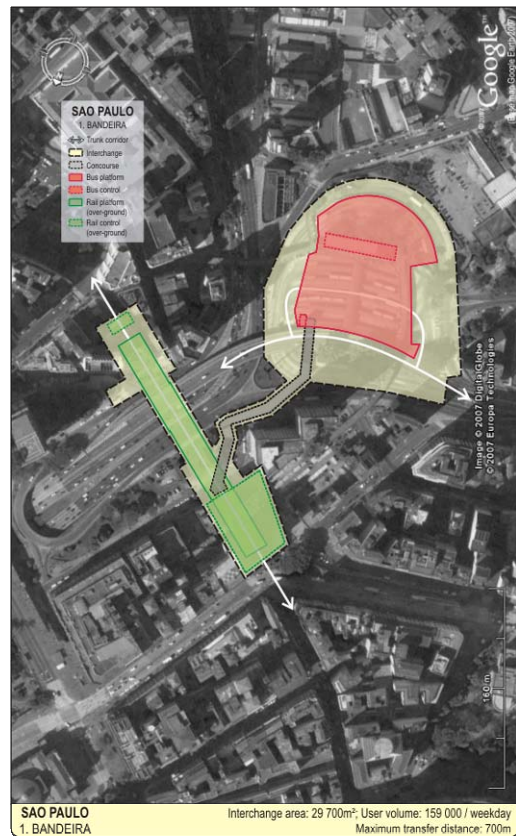 SAO PAULO
1. BANDEIRA
Trunk corridor
Interchange
Concourse
Bus platform
Bus control
Rail platform
(over-ground)
Rail control
(over-ground)
Google™
Image © 2007 DigitalGlobe
© 2007 Europa Technologies
160 m
SAO PAULO
1. BANDEIRA
Interchange area: 29 700m²; User volume: 159 000 / weekday
Maximum transfer distance: 700m